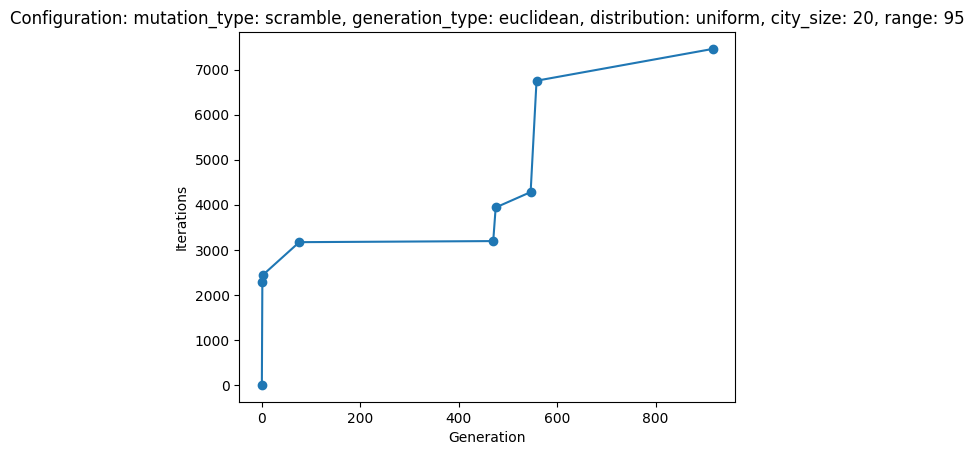 Configuration: mutation_type: scramble, generation_type: euclidean, distribution: uniform, city_size: 20, range: 95
7000
6000
5000
4000
3000
2000
1000
0
Iterations
0 200 400 600 800
Generation